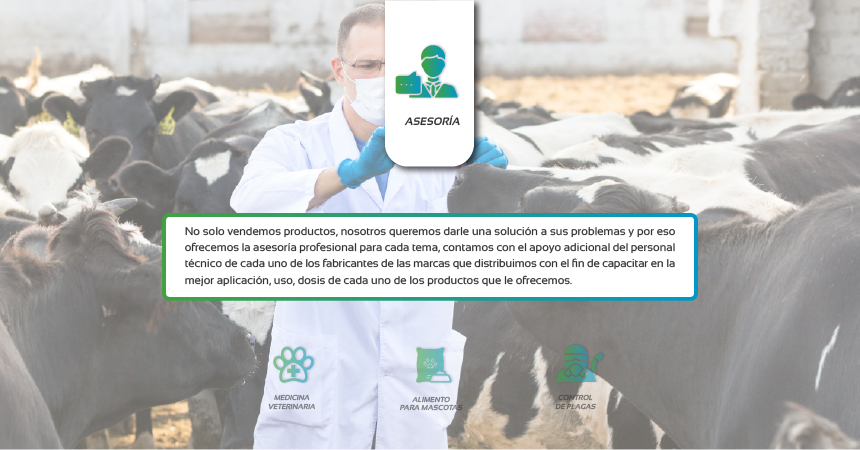 ASESORÍA
No solo vendemos productos, nosotros queremos darle una solución a sus problemas y por eso
ofrecemos la asesoría profesional para cada tema, contamos con el apoyo adicional del personal
técnico de cada uno de los fabricantes de las marcas que distribuimos con el fin de capacitar en la
mejor aplicación, uso, dosis de cada uno de los productos que le ofrecemos.
MEDICINA
VETERINARIA
ALIMENTO
PARA MASCOTAS
CONTROL
DE PLAGAS